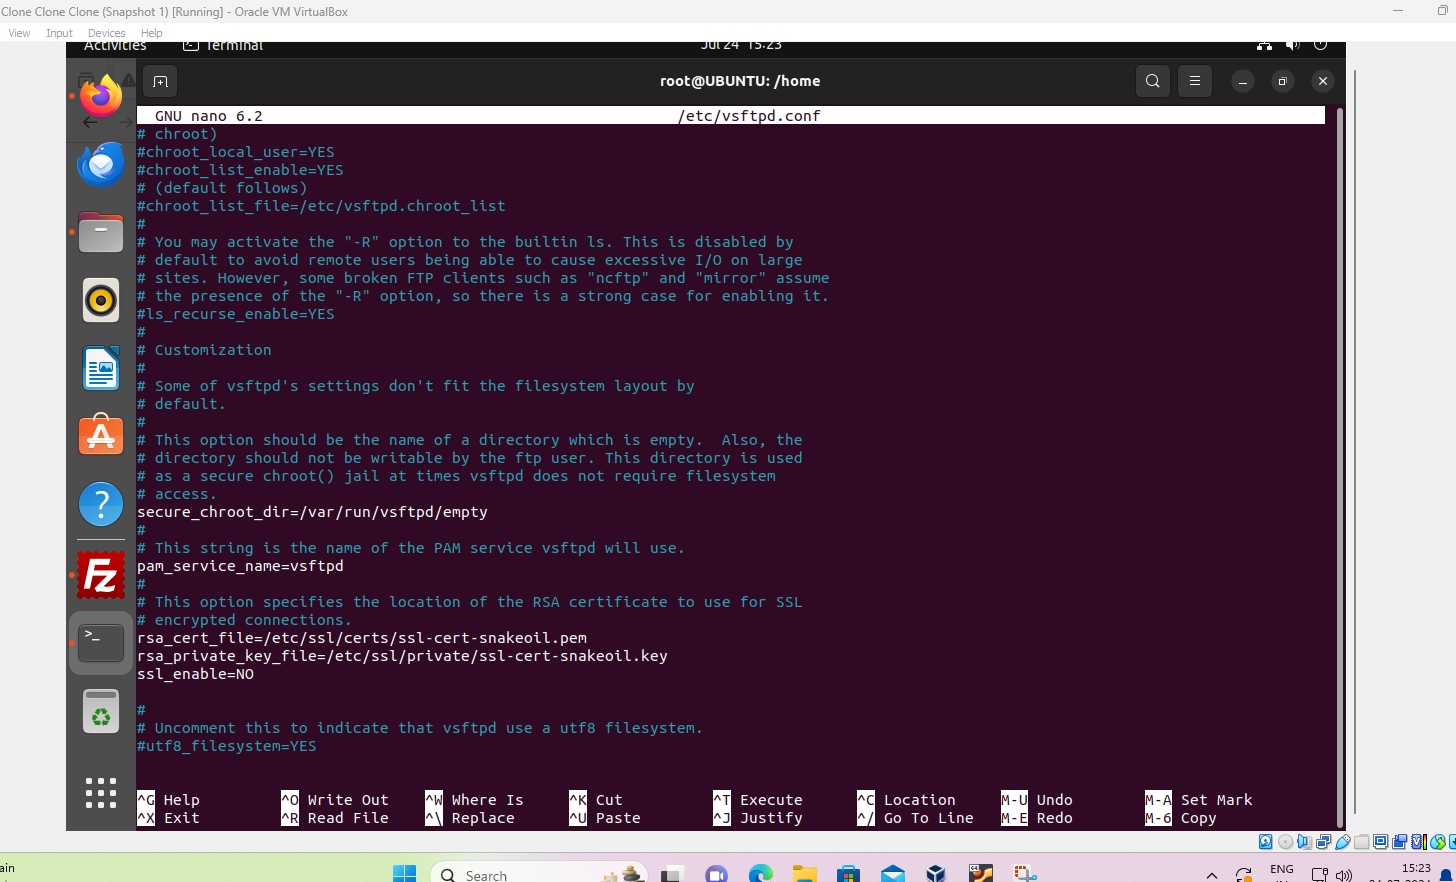 Clone Clone Clone (Snapshot 1) [Running] - Oracle VM VirtualBox
View Input Devices Help
Activities Terminal Jul 24 15:23
root@UBUNTU: /home
GNU nano 6.2 /etc/vsftpd.conf
# chroot)
#chroot_local_user=YES
#chroot_list_enable=YES
# (default follows)
#chroot_list_file=/etc/vsftpd.chroot_list
#
# You may activate the "-R" option to the builtin ls. This is disabled by
# default to avoid remote users being able to cause excessive I/O on large
# sites. However, some broken FTP clients such as "ncftp" and "mirror" assume
# the presence of the "-R" option, so there is a strong case for enabling it.
#ls_recurse_enable=YES
#
# Customization
#
# Some of vsftpd's settings don't fit the filesystem layout by
# default.
#
# This option should be the name of a directory which is empty.  Also, the
# directory should not be writable by the ftp user. This directory is used
# as a secure chroot() jail at times vsftpd does not require filesystem
# access.
secure_chroot_dir=/var/run/vsftpd/empty
#
# This string is the name of the PAM service vsftpd will use.
pam_service_name=vsftpd
#
# This option specifies the location of the RSA certificate to use for SSL
# encrypted connections.
rsa_cert_file=/etc/ssl/certs/ssl-cert-snakeoil.pem
rsa_private_key_file=/etc/ssl/private/ssl-cert-snakeoil.key
ssl_enable=NO
#
# Uncomment this to indicate that vsftpd use a utf8 filesystem.
#utf8_filesystem=YES
^G Help ^O Write Out ^W Where Is ^K Cut ^T Execute ^C Location M-U Undo M-A Set Mark
^X Exit ^R Read File ^\ Replace ^U Paste ^J Justify ^/ Go To Line M-E Redo M-6 Copy
ain
Search
ENG
15:23